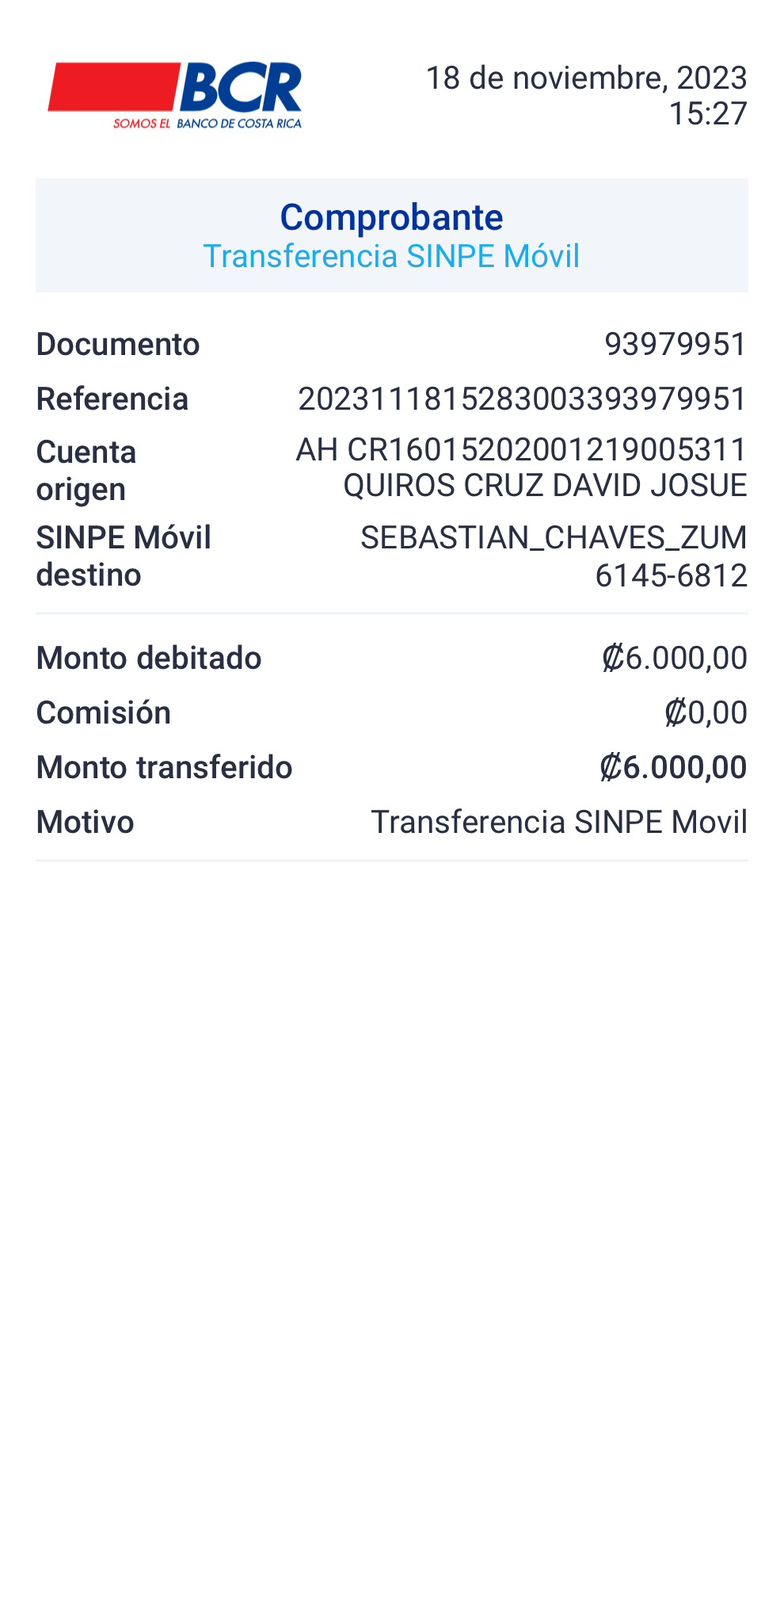 BCR
SOMOS EL BANCO DE COSTA RICA
18 de noviembre, 2023
15:27
Comprobante
Transferencia SINPE Móvil
Documento 93979951
Referencia 2023111815283003393979951
Cuenta origen AH CR16015202001219005311
QUIROS CRUZ DAVID JOSUE
SINPE Móvil destino SEBASTIAN_CHAVES_ZUM
6145-6812
Monto debitado ₡6.000,00
Comisión ₡0,00
Monto transferido ₡6.000,00
Motivo Transferencia SINPE Movil